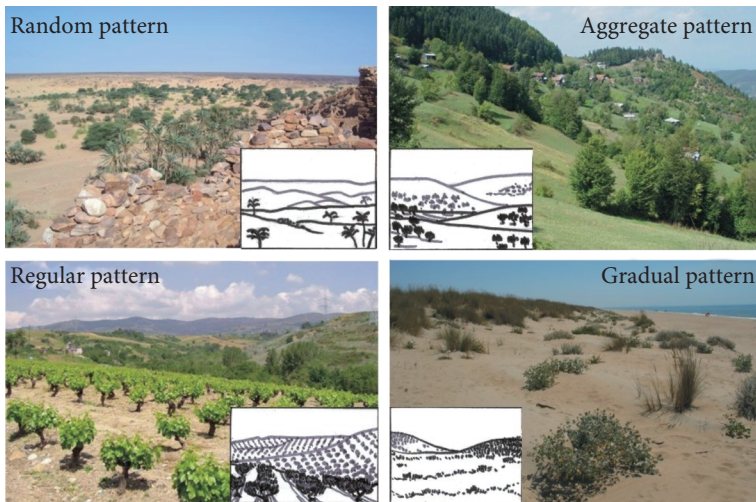 Random pattern
Aggregate pattern
Regular pattern
Gradual pattern